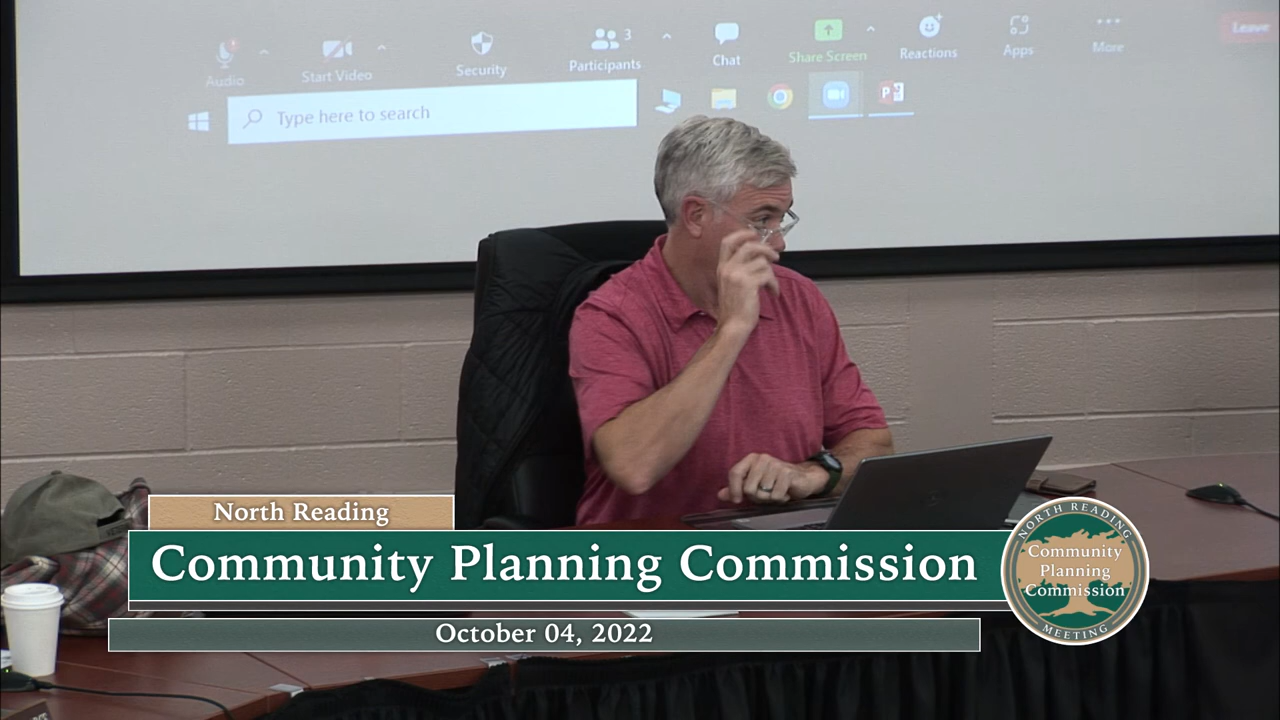 Audio
Start Video
Security
Participants
3
Chat
Share Screen
Reactions
Apps
More
Leave
Type here to search
North Reading
Community Planning Commission
October 04, 2022
NORTH READING
Community
Planning
Commission
MEETING